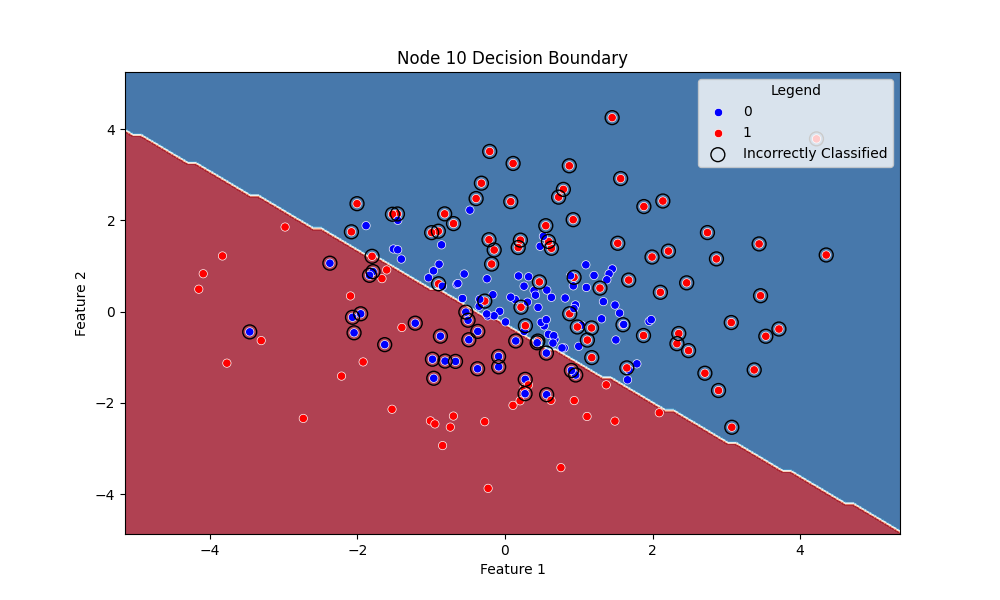 Node 10 Decision Boundary
Legend
0
1
Incorrectly Classified
4
2
0
−2
−4
Feature 2
−4
−2
0
2
4
Feature 1